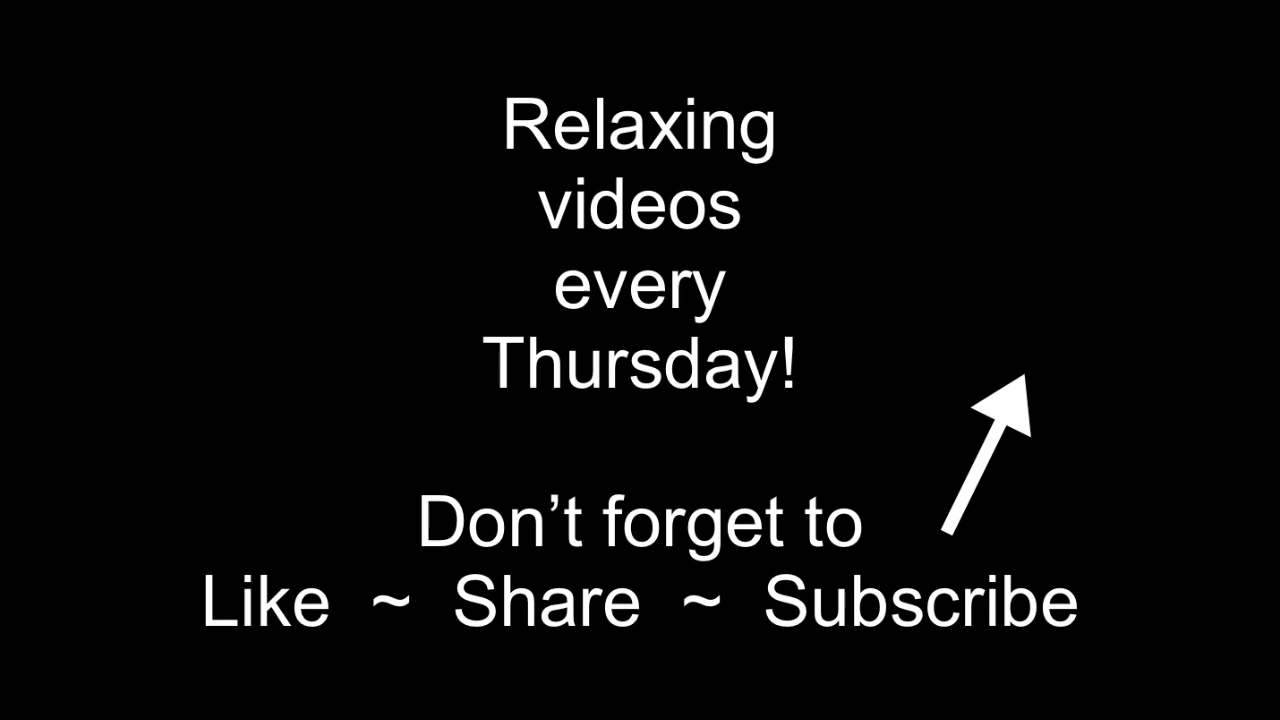 Relaxing
videos
every
Thursday!
Don’t forget to
Like ~ Share ~ Subscribe